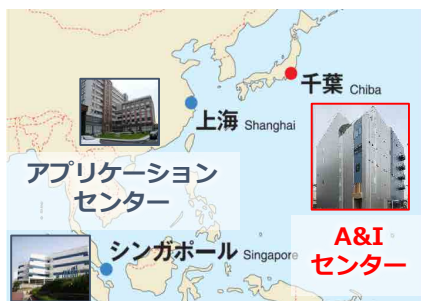 千葉 Chiba
上海 Shanghai
アプリケーション
センター
シンガポール Singapore
A&I
センター